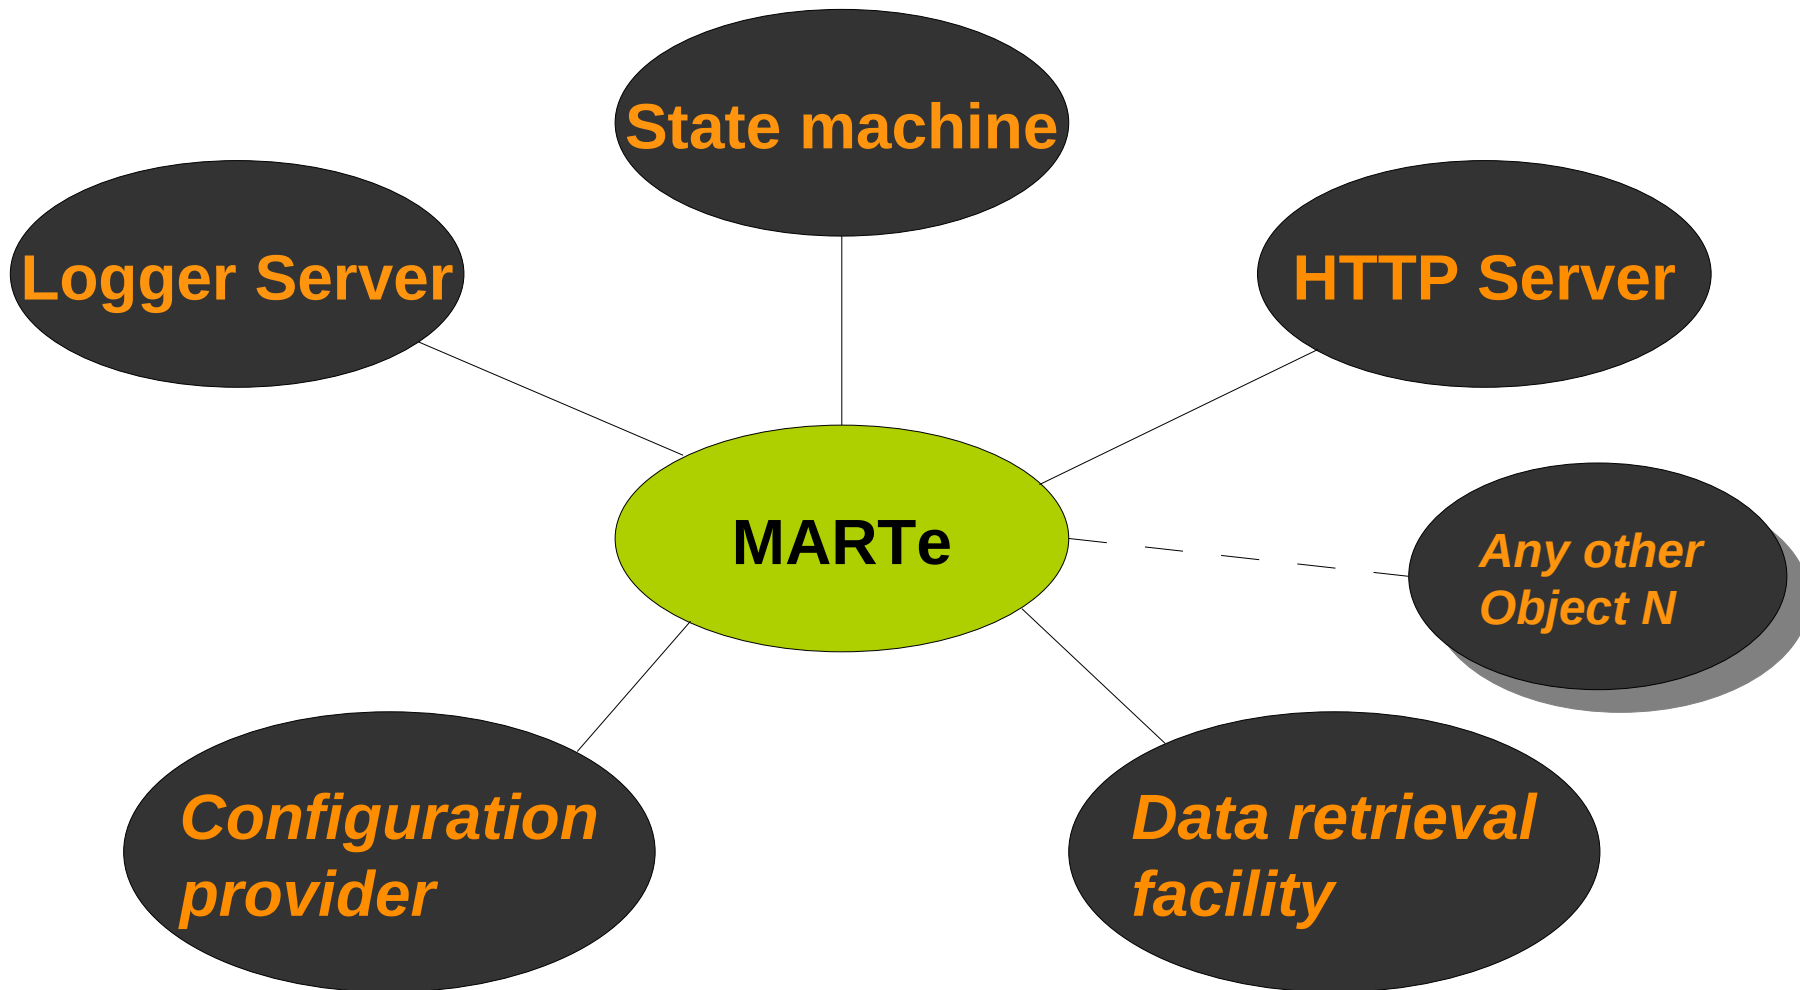 State machine
Logger Server
HTTP Server
MARTe
Any other
Object N
Configuration
provider
Data retrieval
facility